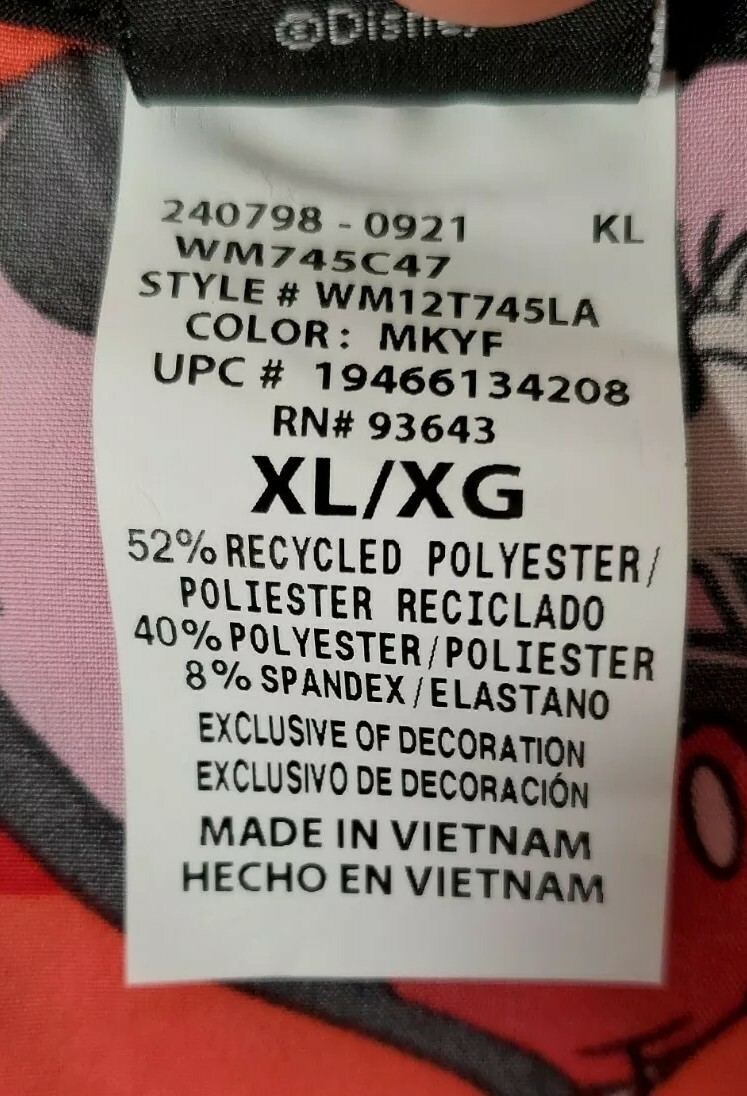 ©Disney
240798 - 0921 KL
WM745C47
STYLE # WM12T745LA
COLOR: MKYF
UPC # 19466134208
RN# 93643
XL/XG
52% RECYCLED POLYESTER/
POLIESTER RECICLADO
40% POLYESTER/POLIESTER
8% SPANDEX/ELASTANO
EXCLUSIVE OF DECORATION
EXCLUSIVO DE DECORACIÓN
MADE IN VIETNAM
HECHO EN VIETNAM